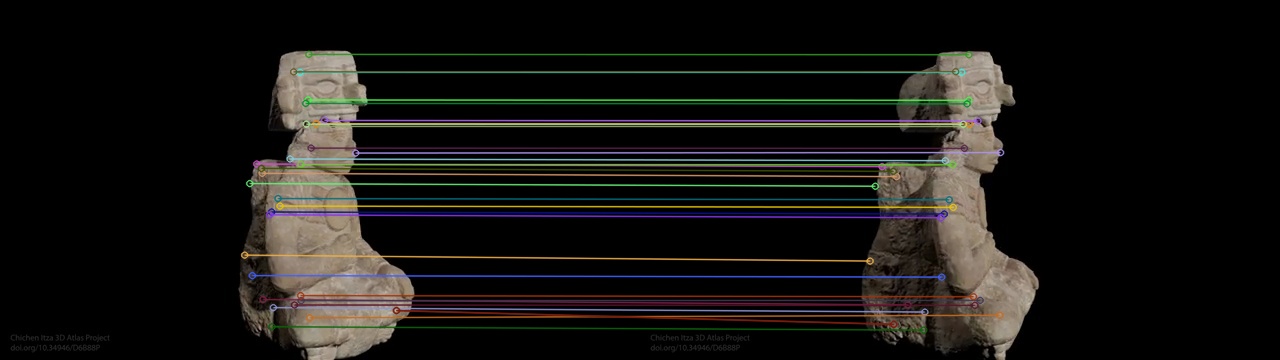 Chichen Itza 3D Atlas Project
doi.org/10.34946/D6B88P
Chichen Itza 3D Atlas Project
doi.org/10.34946/D6B88P